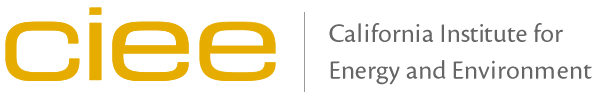 ciee
California Institute for
Energy and Environment